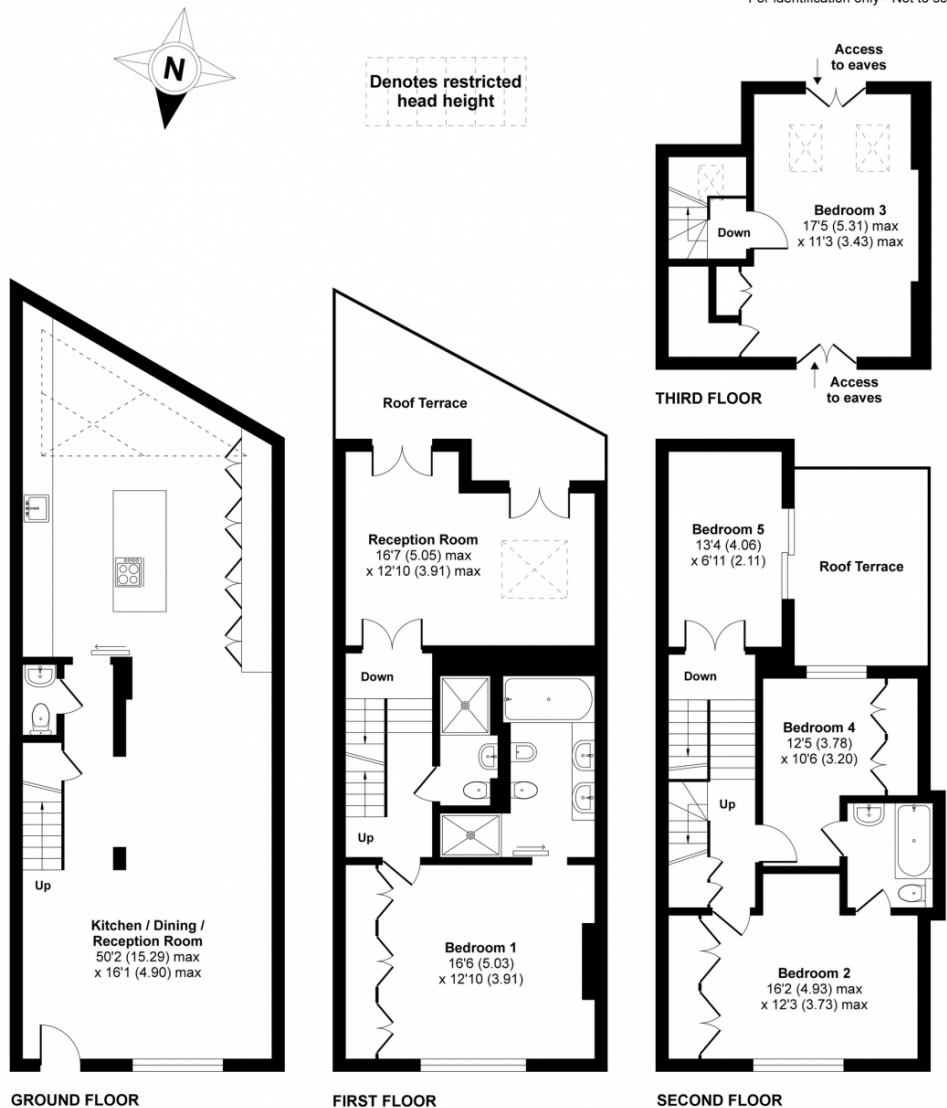 For identification only - Not to
N
Denotes restricted
head height
Access
to eaves
Bedroom 3
17'5 (5.31) max
x 11'3 (3.43) max
Down
Access
to eaves
THIRD FLOOR
Roof Terrace
Reception Room
16'7 (5.05) max
x 12'10 (3.91) max
Down
Up
Bedroom 1
16'6 (5.03)
x 12'10 (3.91)
FIRST FLOOR
Bedroom 5
13'4 (4.06)
x 6'11 (2.11)
Roof Terrace
Down
Bedroom 4
12'5 (3.78)
x 10'6 (3.20)
Up
Bedroom 2
16'2 (4.93) max
x 12'3 (3.73) max
SECOND FLOOR
Up
Kitchen / Dining /
Reception Room
50'2 (15.29) max
x 16'1 (4.90) max
GROUND FLOOR